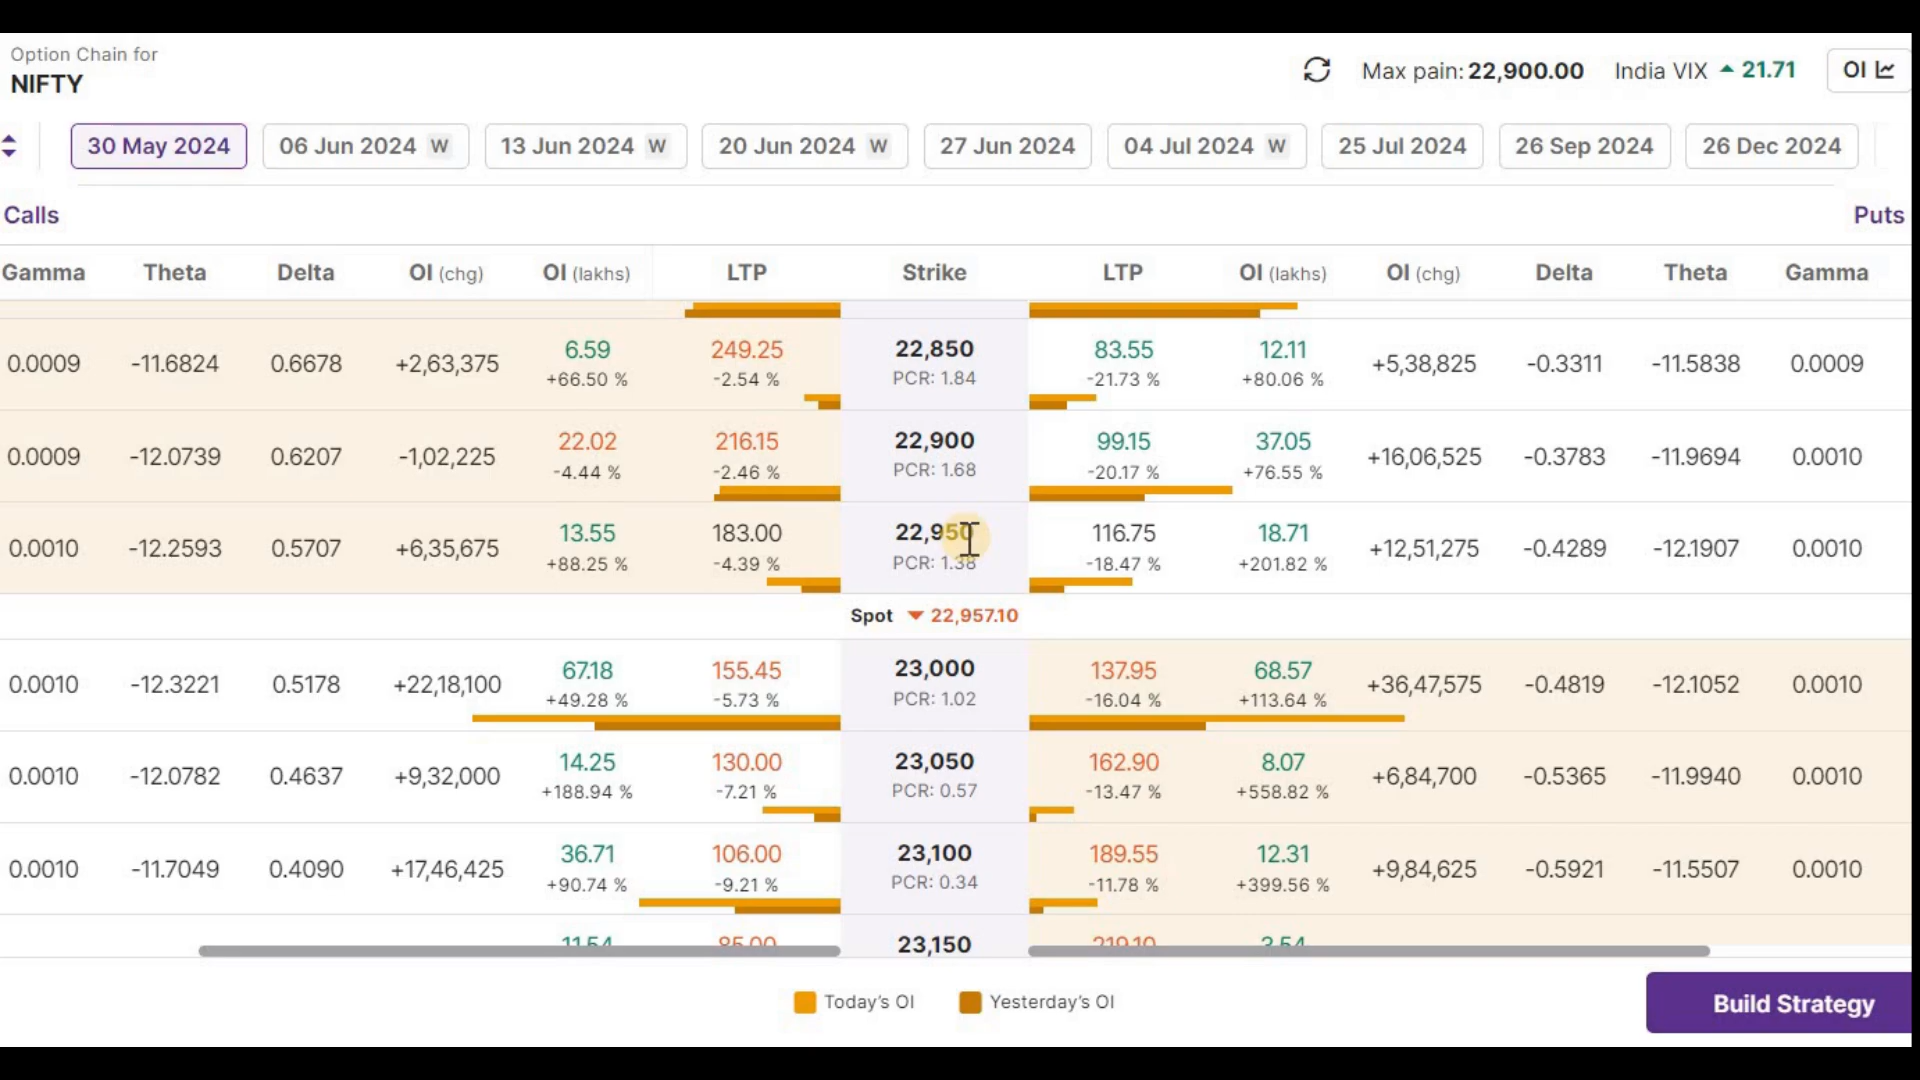 Option Chain for
NIFTY
Max pain: 22,900.00 India VIX 21.71 OI
30 May 2024 06 Jun 2024 W 13 Jun 2024 W 20 Jun 2024 W 27 Jun 2024 04 Jul 2024 W 25 Jul 2024 26 Sep 2024 26 Dec 2024
Calls Puts
Gamma Theta Delta OI (chg) OI (lakhs) LTP Strike LTP OI (lakhs) OI (chg) Delta Theta Gamma
0.0009 -11.6824 0.6678 +2,63,375 6.59 249.25 22,850 83.55 12.11 +5,38,825 -0.3311 -11.5838 0.0009
+66.50 % -2.54 % PCR: 1.84 -21.73 % +80.06 %
0.0009 -12.0739 0.6207 -1,02,225 22.02 216.15 22,900 99.15 37.05 +16,06,525 -0.3783 -11.9694 0.0010
-4.44 % -2.46 % PCR: 1.68 -20.17 % +76.55 %
0.0010 -12.2593 0.5707 +6,35,675 13.55 183.00 22,950 116.75 18.71 +12,51,275 -0.4289 -12.1907 0.0010
+88.25 % -4.39 % PCR: 1.38 -18.47 % +201.82 %
Spot 22,957.10
0.0010 -12.3221 0.5178 +22,18,100 67.18 155.45 23,000 137.95 68.57 +36,47,575 -0.4819 -12.1052 0.0010
+49.28 % -5.73 % PCR: 1.02 -16.04 % +113.64 %
0.0010 -12.0782 0.4637 +9,32,000 14.25 130.00 23,050 162.90 8.07 +6,84,700 -0.5365 -11.9940 0.0010
+188.94 % -7.21 % PCR: 0.57 -13.47 % +558.82 %
0.0010 -11.7049 0.4090 +17,46,425 36.71 106.00 23,100 189.55 12.31 +9,84,625 -0.5921 -11.5507 0.0010
+90.74 % -9.21 % PCR: 0.34 -11.78 % +399.56 %
11.54 85.00 23,150 219.10 3.54
Today's OI Yesterday's OI
Build Strategy